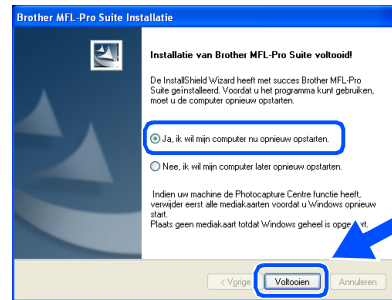 Brother MFL-Pro Suite Installatie
Installatie van Brother MFL-Pro Suite voltooid!
De InstallShield Wizard heeft met succes Brother MFL-Pro
Suite geïnstalleerd. Voordat u het programma kunt gebruiken,
moet u de computer opnieuw opstarten.
Ja, ik wil mijn computer nu opnieuw opstarten.
Nee, ik wil mijn computer later opnieuw opstarten.
Indien uw machine de Photocapture Centre functie heeft,
verwijder eerst alle mediakaarten voordat u Windows opnieuw
start.
Plaats geen mediakaart totdat Windows geheel is
< Vorige Voltooien Annuleren